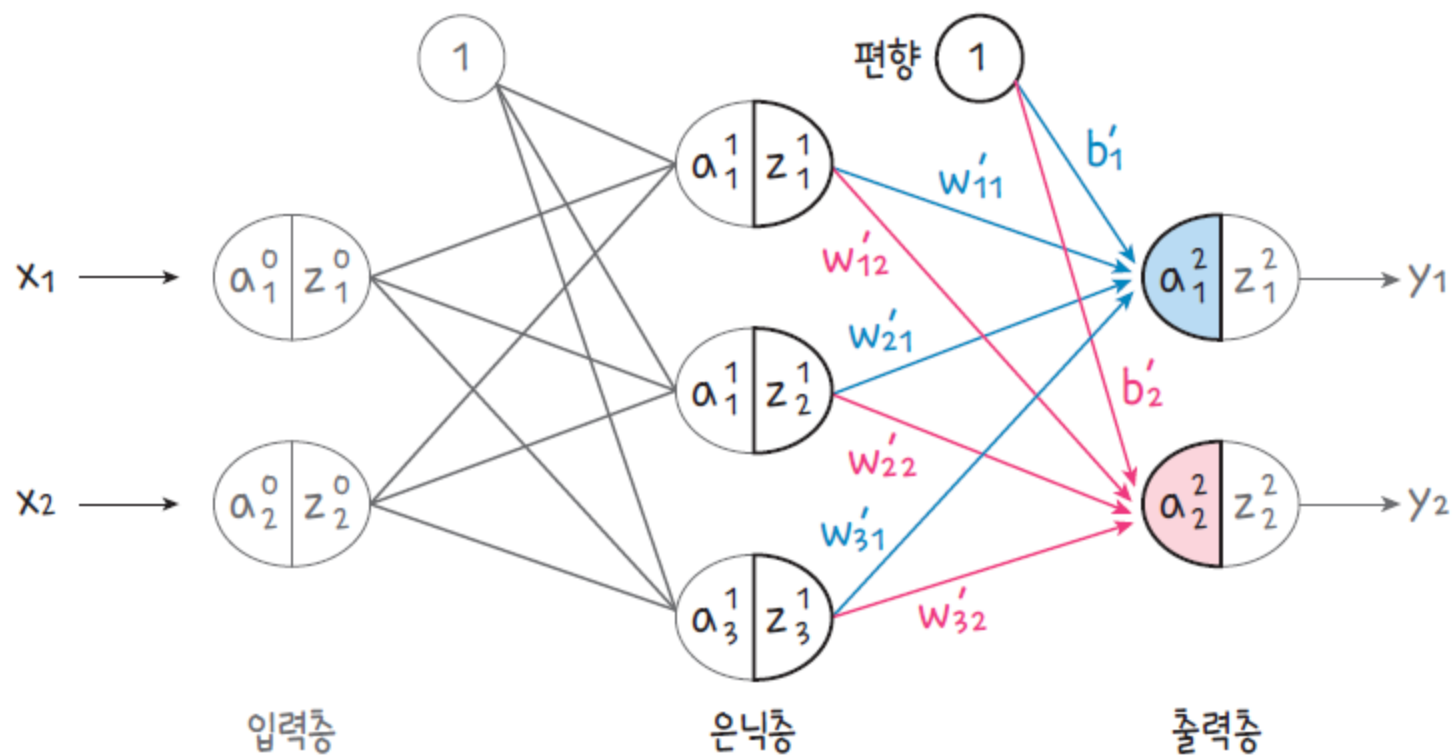 1
편향 1
a¹₁ z¹₁
b′₁
w′₁₁
w′₁₂
x₁ a⁰₁ z⁰₁
a²₁ z²₁ y₁
w′₂₁
a¹₁ z¹₂
b′₂
w′₂₂
x₂ a⁰₂ z⁰₂
a²₂ z²₂ y₂
w′₃₁
a¹₃ z¹₃
w′₃₂
입력층 은닉층 출력층